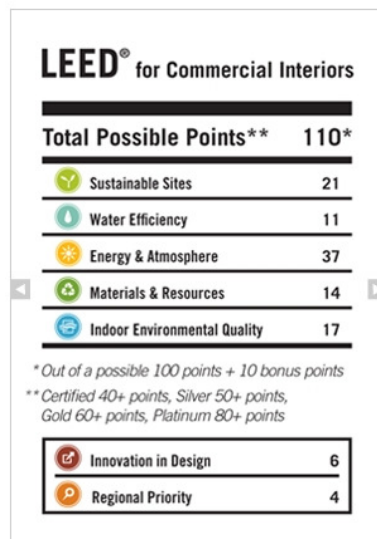 LEED® for Commercial Interiors
Total Possible Points** 110*
Sustainable Sites 21
Water Efficiency 11
Energy & Atmosphere 37
Materials & Resources 14
Indoor Environmental Quality 17
* Out of a possible 100 points + 10 bonus points
** Certified 40+ points, Silver 50+ points,
Gold 60+ points, Platinum 80+ points
Innovation in Design 6
Regional Priority 4